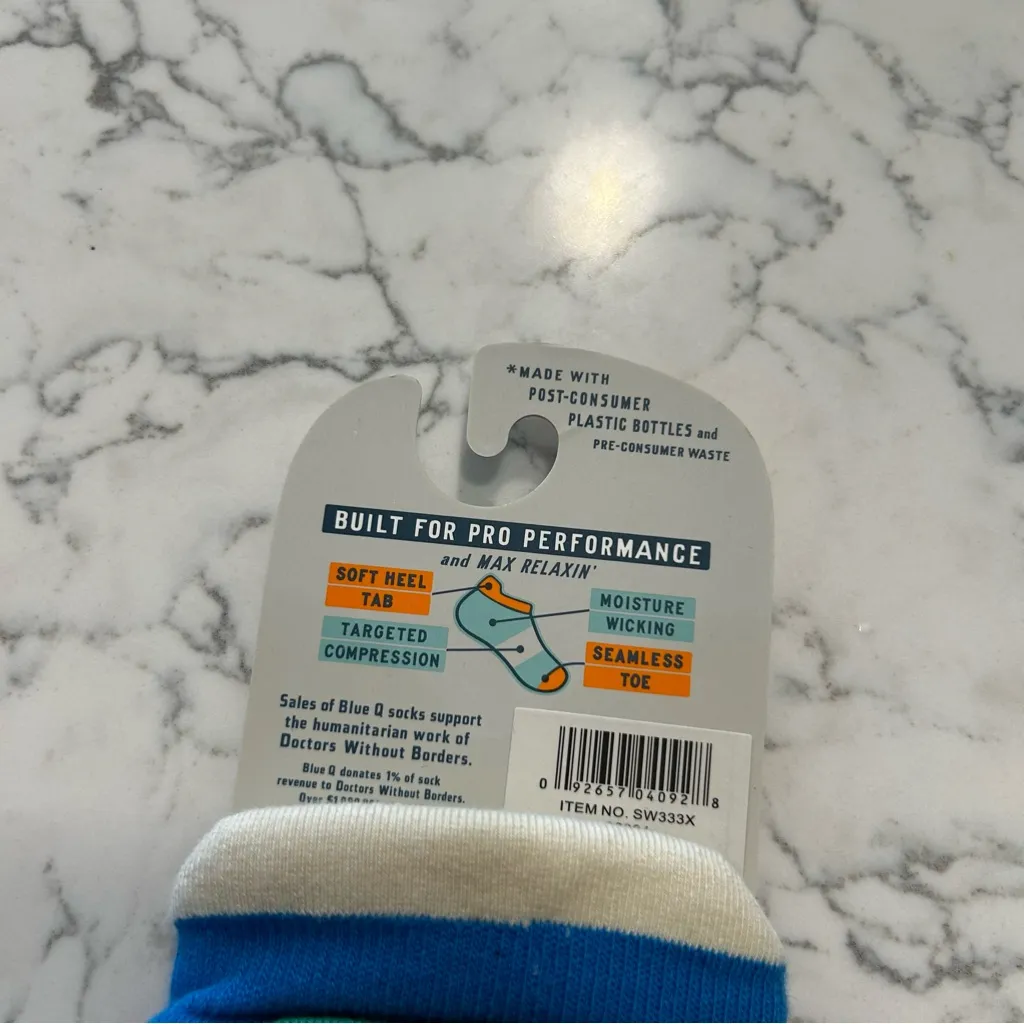 *MADE WITH
POST-CONSUMER
PLASTIC BOTTLES and
PRE-CONSUMER WASTE
BUILT FOR PRO PERFORMANCE
and MAX RELAXIN'
SOFT HEEL
TAB
MOISTURE
WICKING
TARGETED
COMPRESSION
SEAMLESS
TOE
Sales of Blue Q socks support
the humanitarian work of
Doctors Without Borders.
Blue Q donates 1% of sock
revenue to Doctors Without Borders.
Over
0 92657 04092 8
ITEM NO. SW333X